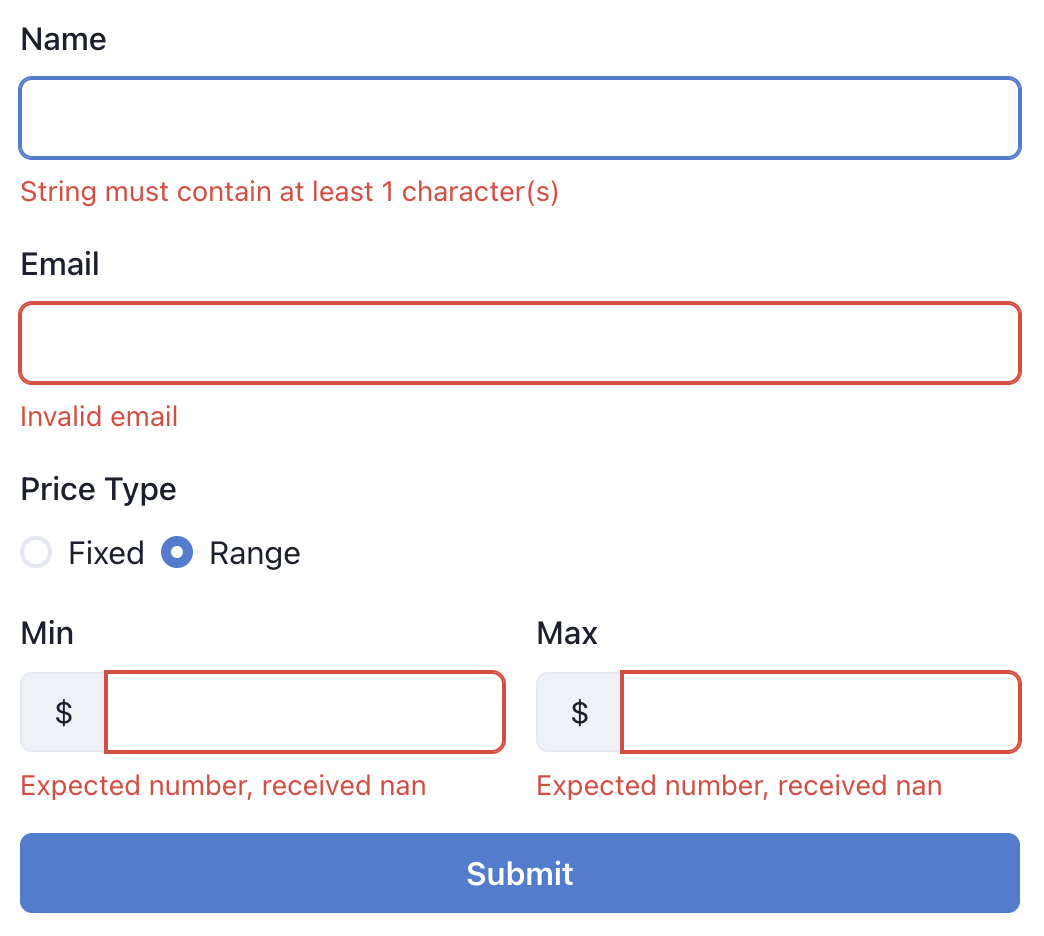 Name
String must contain at least 1 character(s)
Email
Invalid email
Price Type
Fixed Range
Min Max
$ $
Expected number, received nan Expected number, received nan
Submit